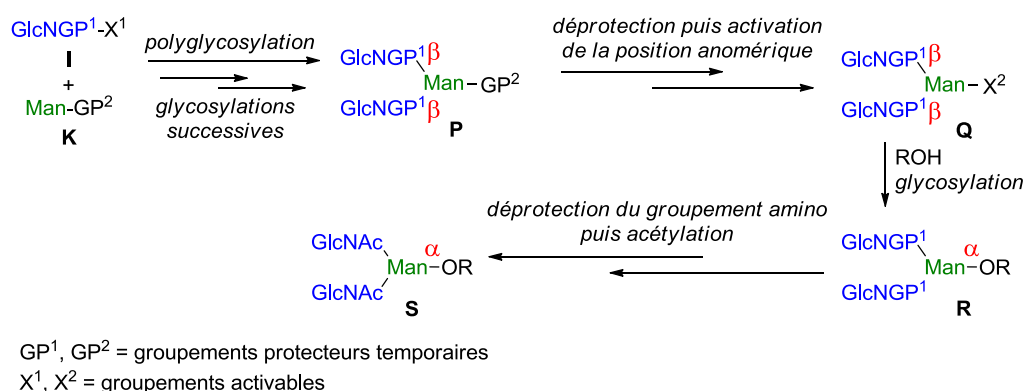 GlcNGP¹-X¹
I
+
Man-GP²
K
polyglycosylation
glycosylations
successives
GlcNGP¹β
Man-GP²
GlcNGP¹β
P
déprotection puis activation
de la position anomérique
GlcNGP¹β
Man-X²
GlcNGP¹β
Q
ROH
glycosylation
GlcNGP¹
α
Man-OR
GlcNGP¹
R
déprotection du groupement amino
puis acétylation
GlcNAc
α
Man-OR
GlcNAc
S
GP¹, GP² = groupements protecteurs temporaires
X¹, X² = groupements activables